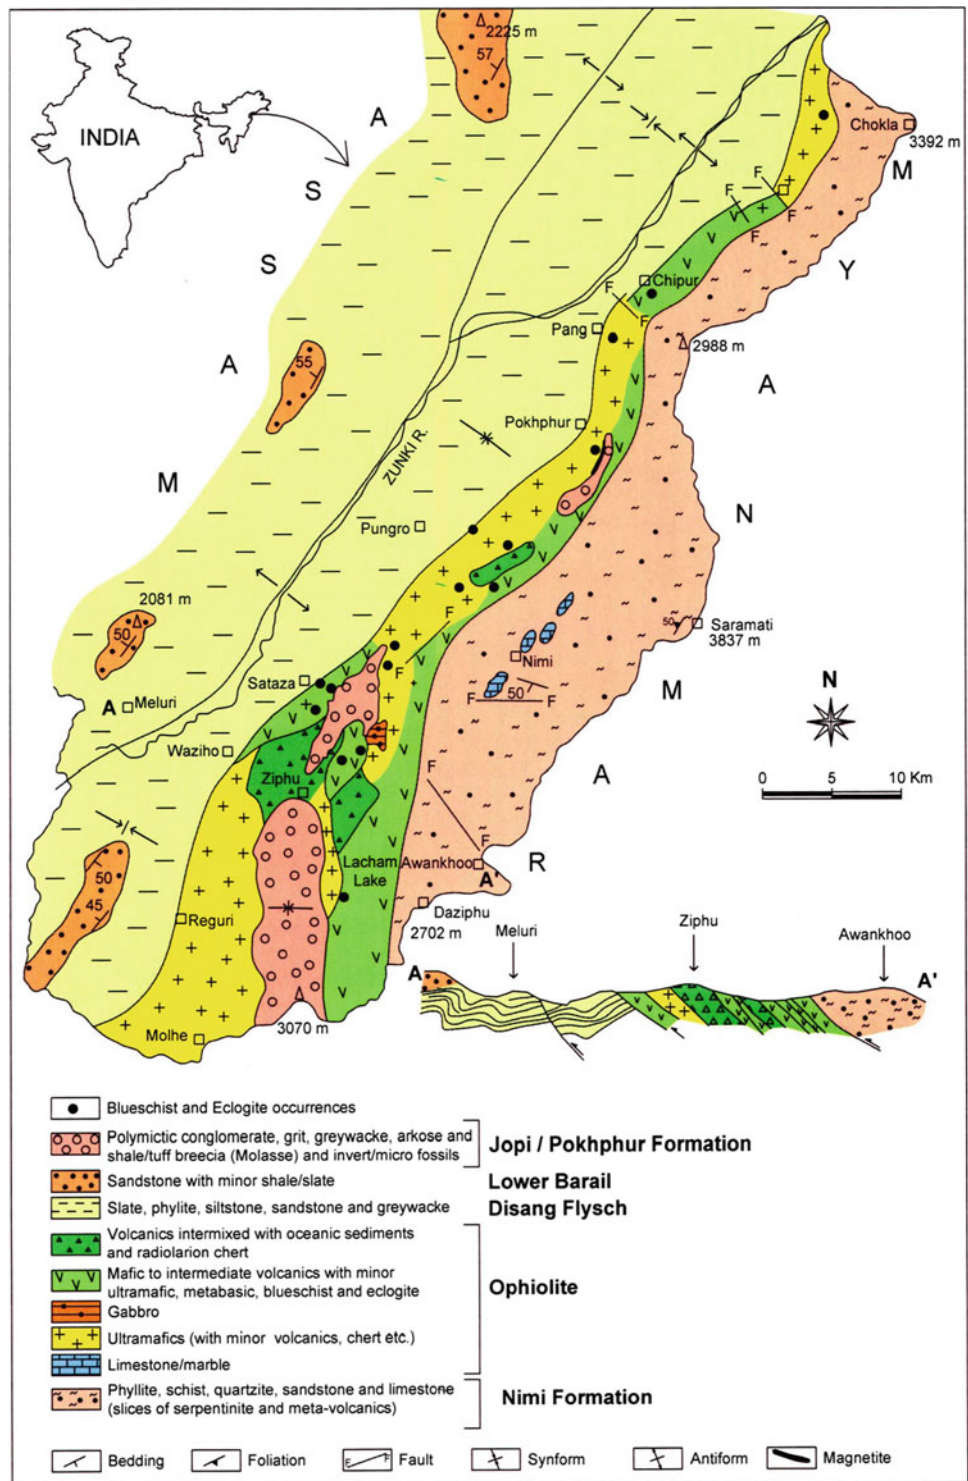 INDIA
A
S
S
A
M
2225 m
57
Chokla
3392 m
M
Y
A
N
M
A
R
F
F
F
F
Chipur
F
F
Pang
2988 m
55
Pokhphur
ZUNKI R.
Pungro
2081 m
50
F
50
Saramati
3837 m
Nimi
50
F
F
A
Meluri
Sataza
F
N
Waziho
0 5 10 Km
Ziphu
F
F
Lacham
Lake
Awankhoo
A'
50
45
Reguri
Daziphu
2702 m
3070 m
Molhe
Meluri
Ziphu
Awankhoo
A
A'
Blueschist and Eclogite occurrences
Polymictic conglomerate, grit, greywacke, arkose and
shale/tuff breecia (Molasse) and invert/micro fossils
Jopi / Pokhphur Formation
Sandstone with minor shale/slate
Lower Barail
Slate, phylite, siltstone, sandstone and greywacke
Disang Flysch
Volcanics intermixed with oceanic sediments
and radiolarion chert
Mafic to intermediate volcanics with minor
ultramafic, metabasic, blueschist and eclogite
Ophiolite
Gabbro
Ultramafics (with minor volcanics, chert etc.)
Limestone/marble
Phyllite, schist, quartzite, sandstone and limestone
(slices of serpentinite and meta-volcanics)
Nimi Formation
Bedding
Foliation
F F Fault
Synform
Antiform
Magnetite